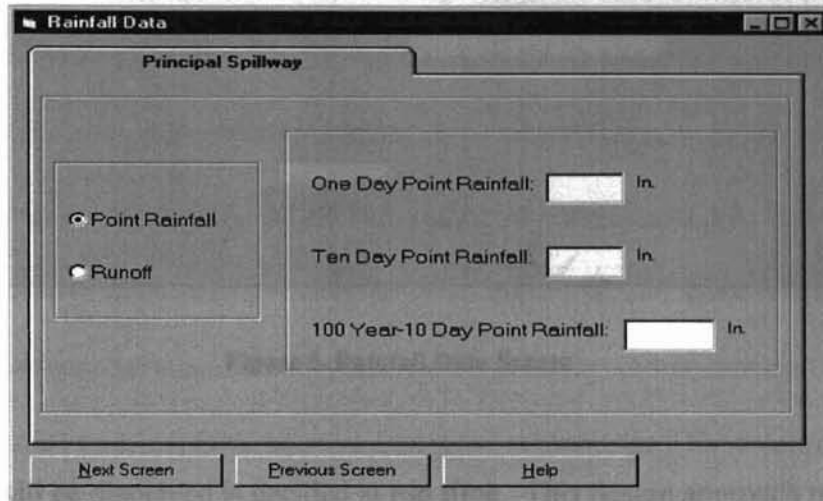 Rainfall Data
Principal Spillway
Point Rainfall
Runoff
One Day Point Rainfall: In.
Ten Day Point Rainfall: In.
100 Year-10 Day Point Rainfall: In.
Next Screen Previous Screen Help